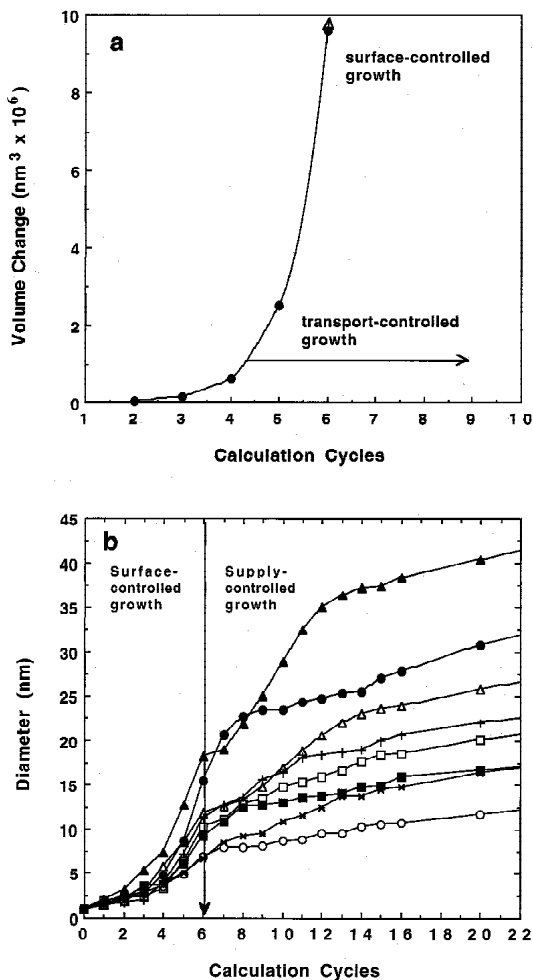 a
surface-controlled
growth
transport-controlled
growth
Volume Change (nm³ x 10⁶)
10
8
6
4
2
0
1 2 3 4 5 6 7 8 9 10
Calculation Cycles
b
Surface-
controlled
growth
Supply-
controlled
growth
Diameter (nm)
45
40
35
30
25
20
15
10
5
0
0 2 4 6 8 10 12 14 16 18 20 22
Calculation Cycles